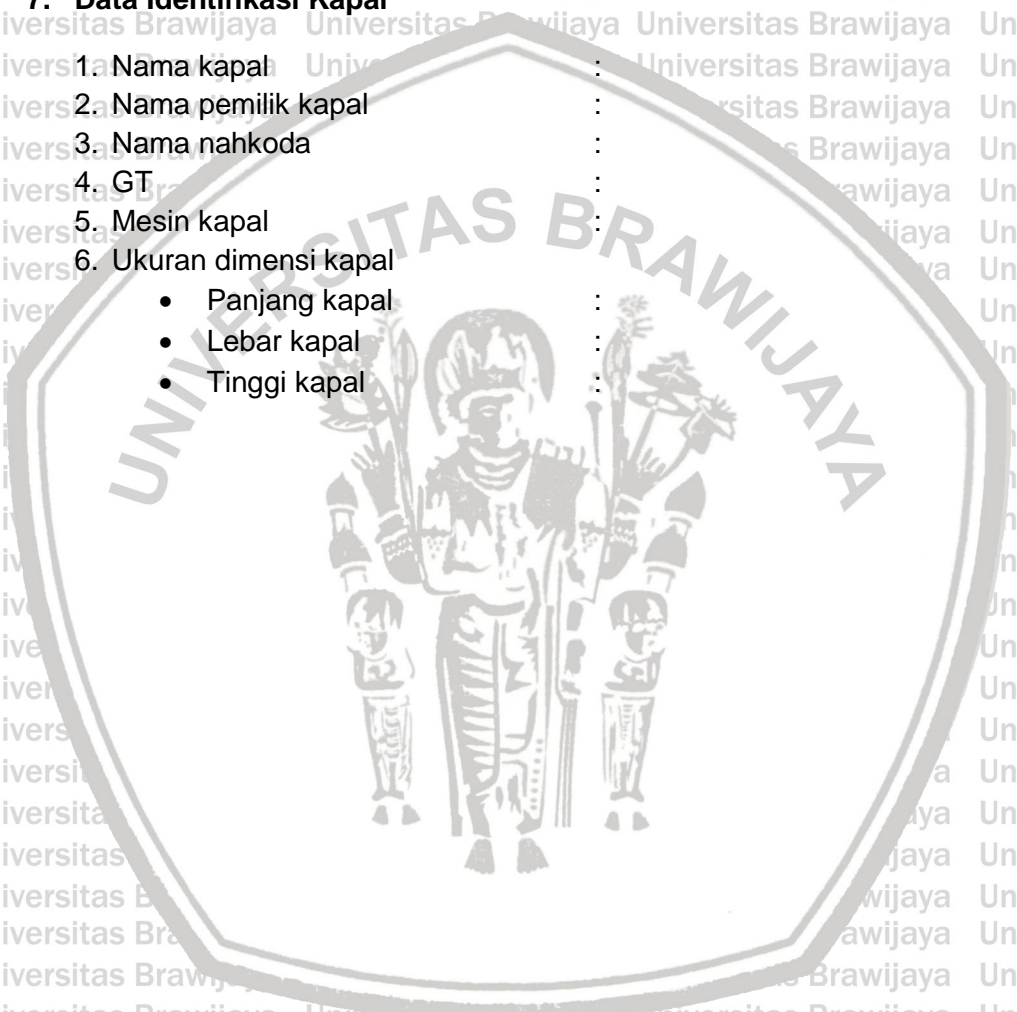 7. Data Identifikasi Kapal
1. Nama kapal :
2. Nama pemilik kapal :
3. Nama nahkoda :
4. GT :
5. Mesin kapal :
6. Ukuran dimensi kapal
• Panjang kapal :
• Lebar kapal :
• Tinggi kapal :
UNIVERSITAS BRAWIJAYA